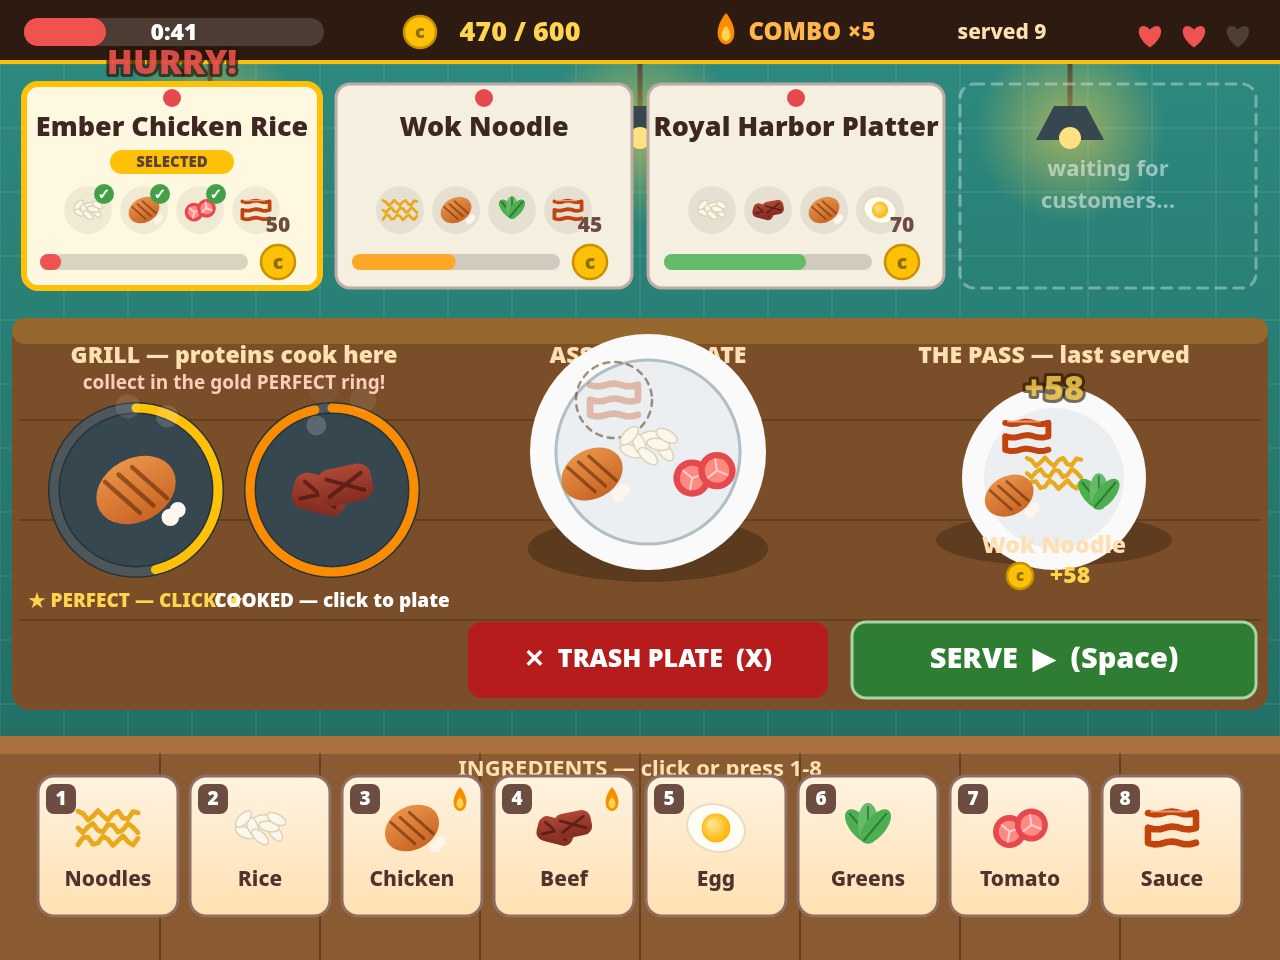 0:41
c 470 / 600
COMBO ×5
served 9
HURRY!
Ember Chicken Rice
SELECTED
50
c
Wok Noodle
45
c
Royal Harbor Platter
70
c
waiting for
customers...
GRILL — proteins cook here
collect in the gold PERFECT ring!
★ PERFECT — CLICK
COOKED — click to plate
ASS ATE
THE PASS — last served
+58
Wok Noodle
c +58
✕ TRASH PLATE (X)
SERVE ▶ (Space)
INGREDIENTS — click or press 1-8
1
Noodles
2
Rice
3
Chicken
4
Beef
5
Egg
6
Greens
7
Tomato
8
Sauce